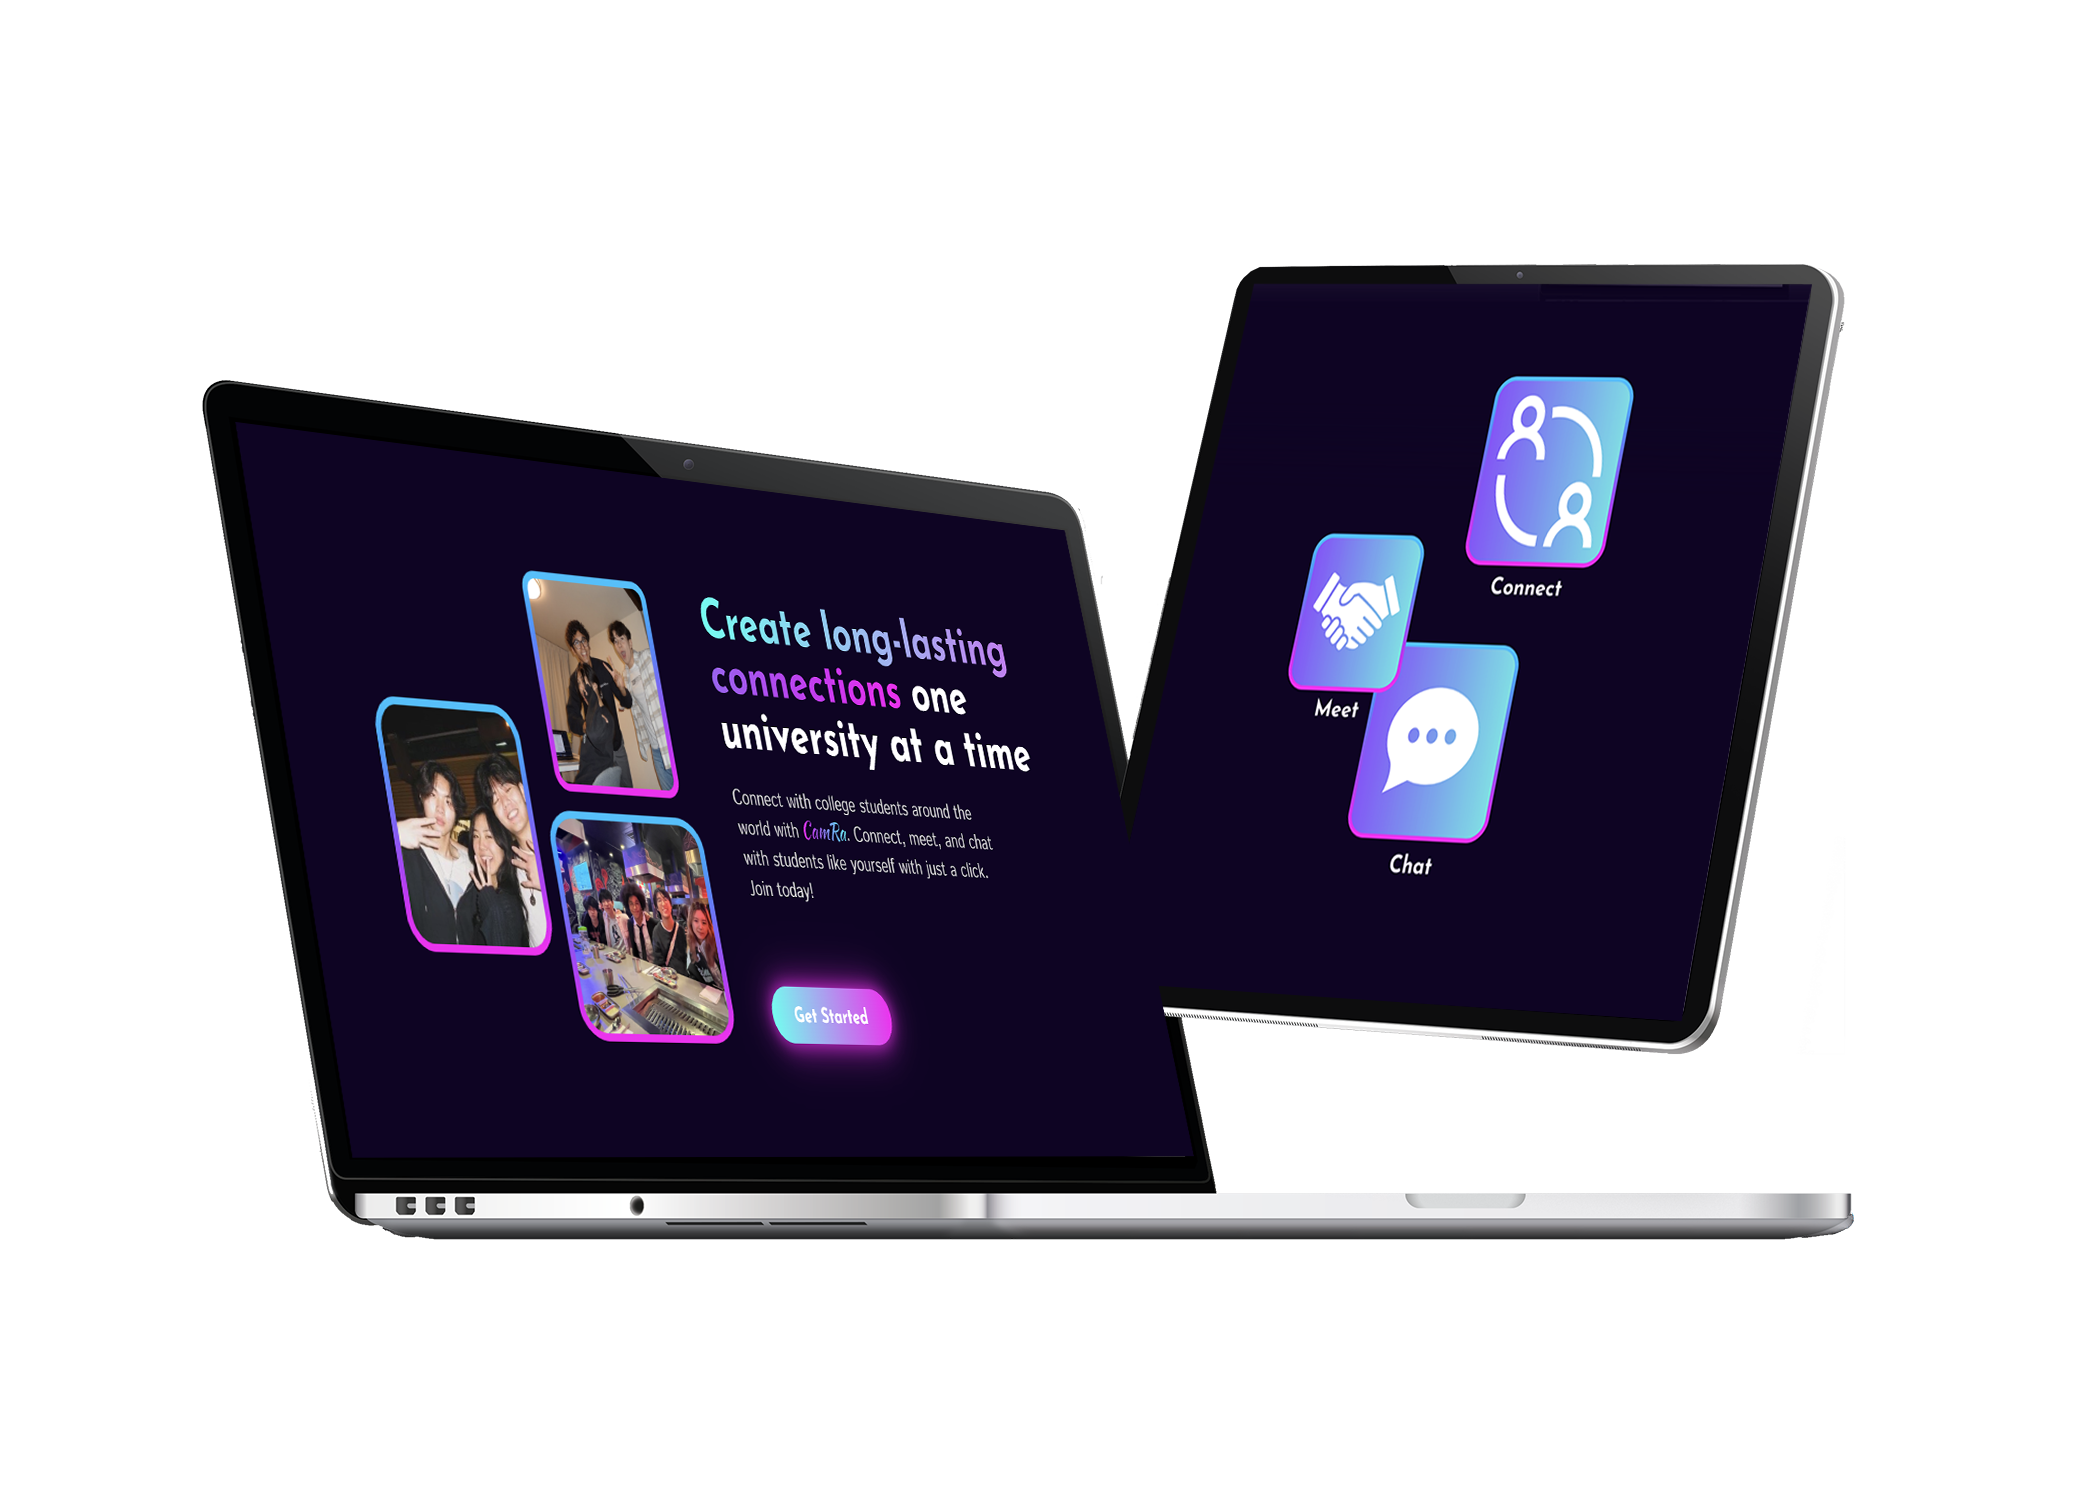 Create long-lasting
connections one
university at a time
Connect with college students around the
world with CamRa. Connect, meet, and chat
with students like yourself with just a click.
Join today!
Get Started
Connect
Meet
Chat